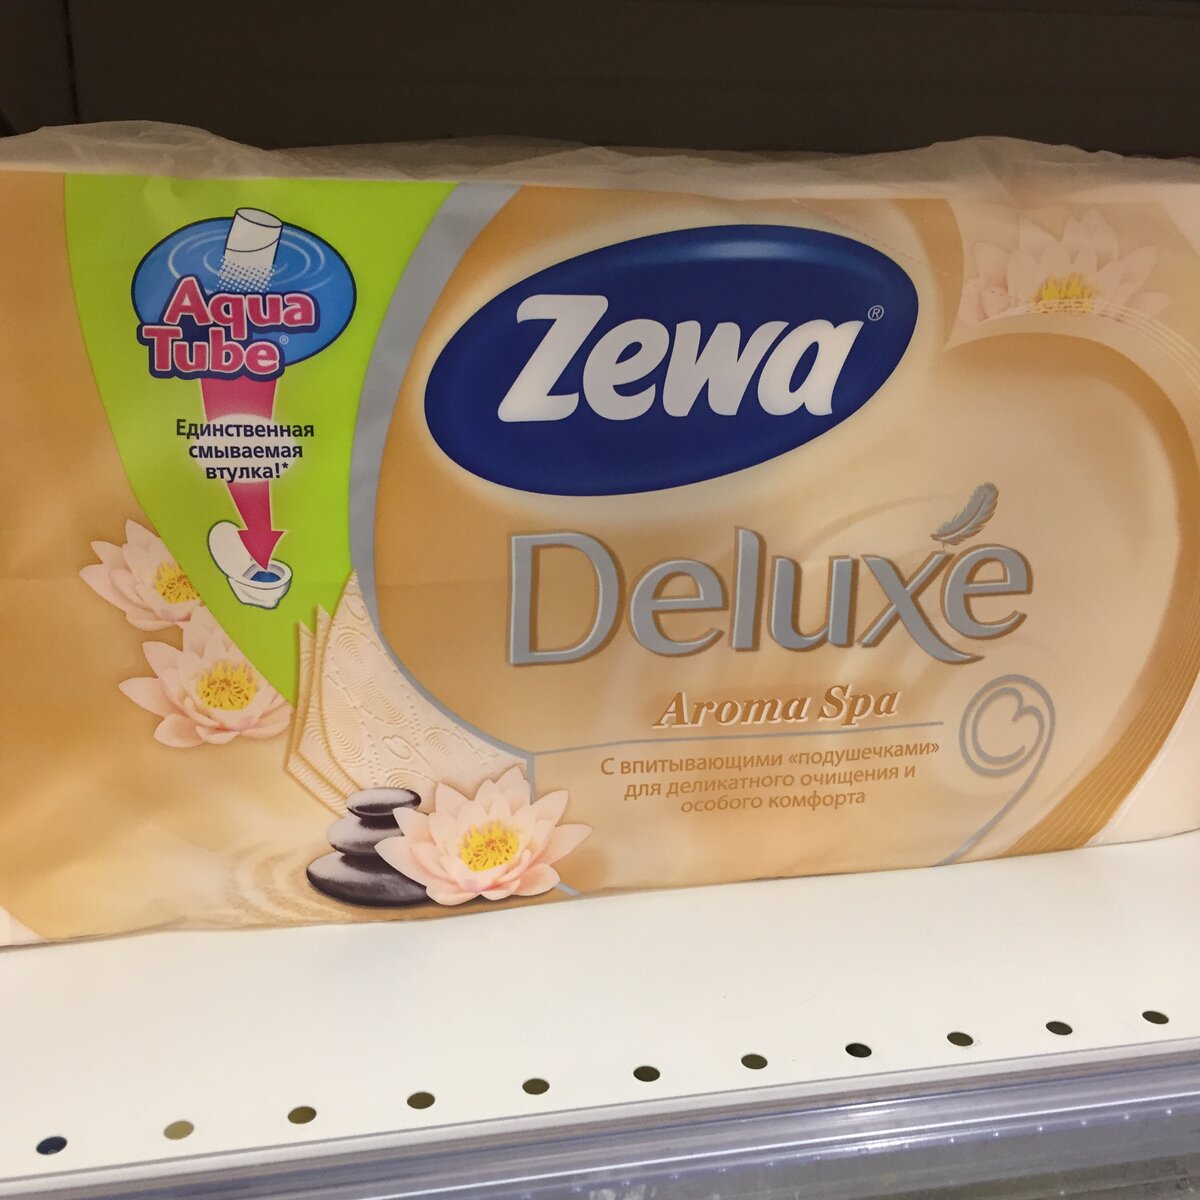 Aqua
Tube®
Единственная
смываемая
втулка!*
Zewa®
Deluxe
Aroma Spa
С впитывающими «подушечками»
для деликатного очищения и
особого комфорта